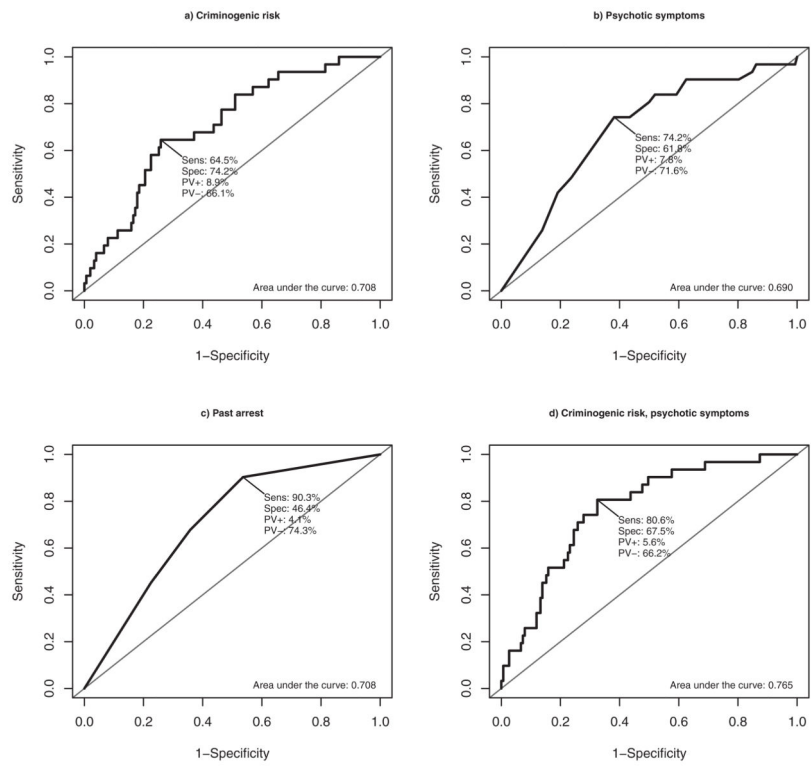 a) Criminogenic risk
Sensitivity
0.0 0.2 0.4 0.6 0.8 1.0
Sens: 64.5%
Spec: 74.2%
PV+: 8.9%
PV−: 66.1%
Area under the curve: 0.708
0.0 0.2 0.4 0.6 0.8 1.0
1−Specificity
b) Psychotic symptoms
Sensitivity
0.0 0.2 0.4 0.6 0.8 1.0
Sens: 74.2%
Spec: 61.8%
PV+: 7.8%
PV−: 71.6%
Area under the curve: 0.690
0.0 0.2 0.4 0.6 0.8 1.0
1−Specificity
c) Past arrest
Sensitivity
0.0 0.2 0.4 0.6 0.8 1.0
Sens: 90.3%
Spec: 46.4%
PV+: 4.1%
PV−: 74.3%
Area under the curve: 0.708
0.0 0.2 0.4 0.6 0.8 1.0
1−Specificity
d) Criminogenic risk, psychotic symptoms
Sensitivity
0.0 0.2 0.4 0.6 0.8 1.0
Sens: 80.6%
Spec: 67.5%
PV+: 5.6%
PV−: 66.2%
Area under the curve: 0.765
0.0 0.2 0.4 0.6 0.8 1.0
1−Specificity